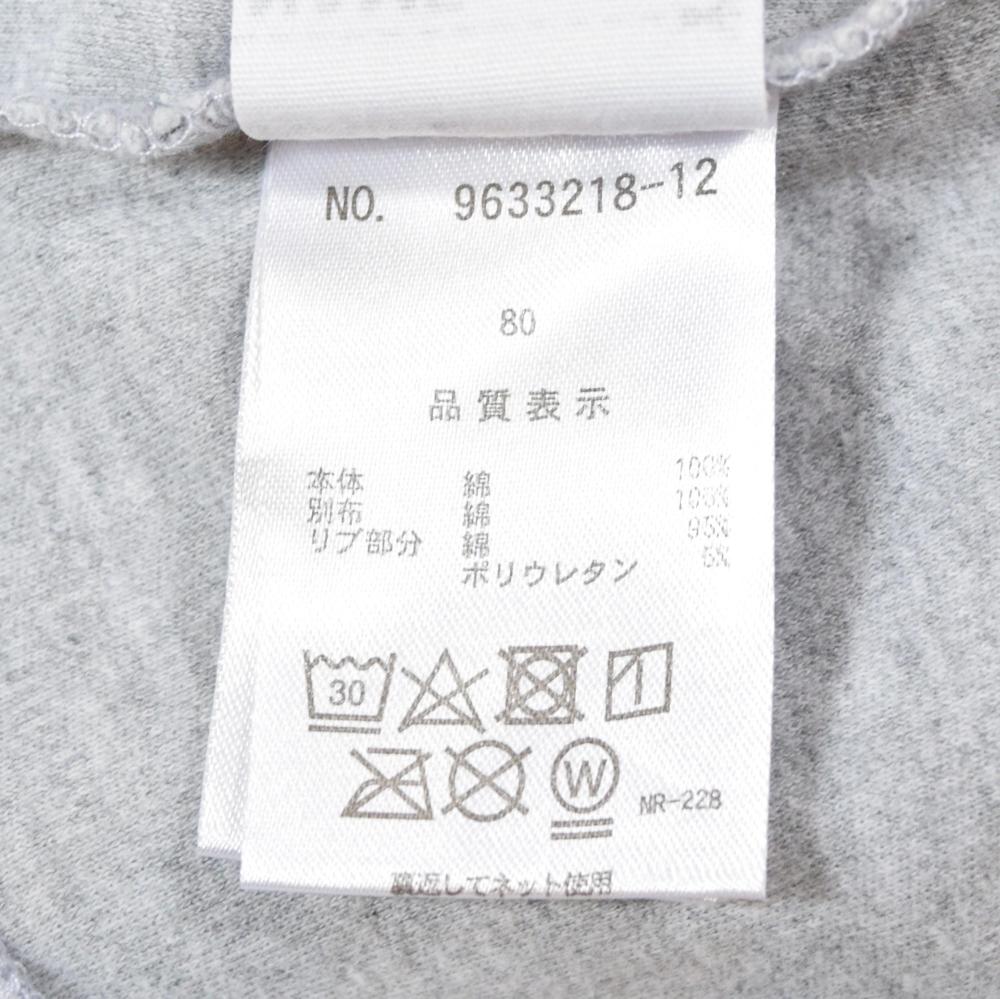 NO. 9633218-12
80
品質表示
本体 綿 100%
別布 綿 100%
リブ部分 綿 95%
ポリウレタン 5%
30
W NR-228
裏返してネット使用